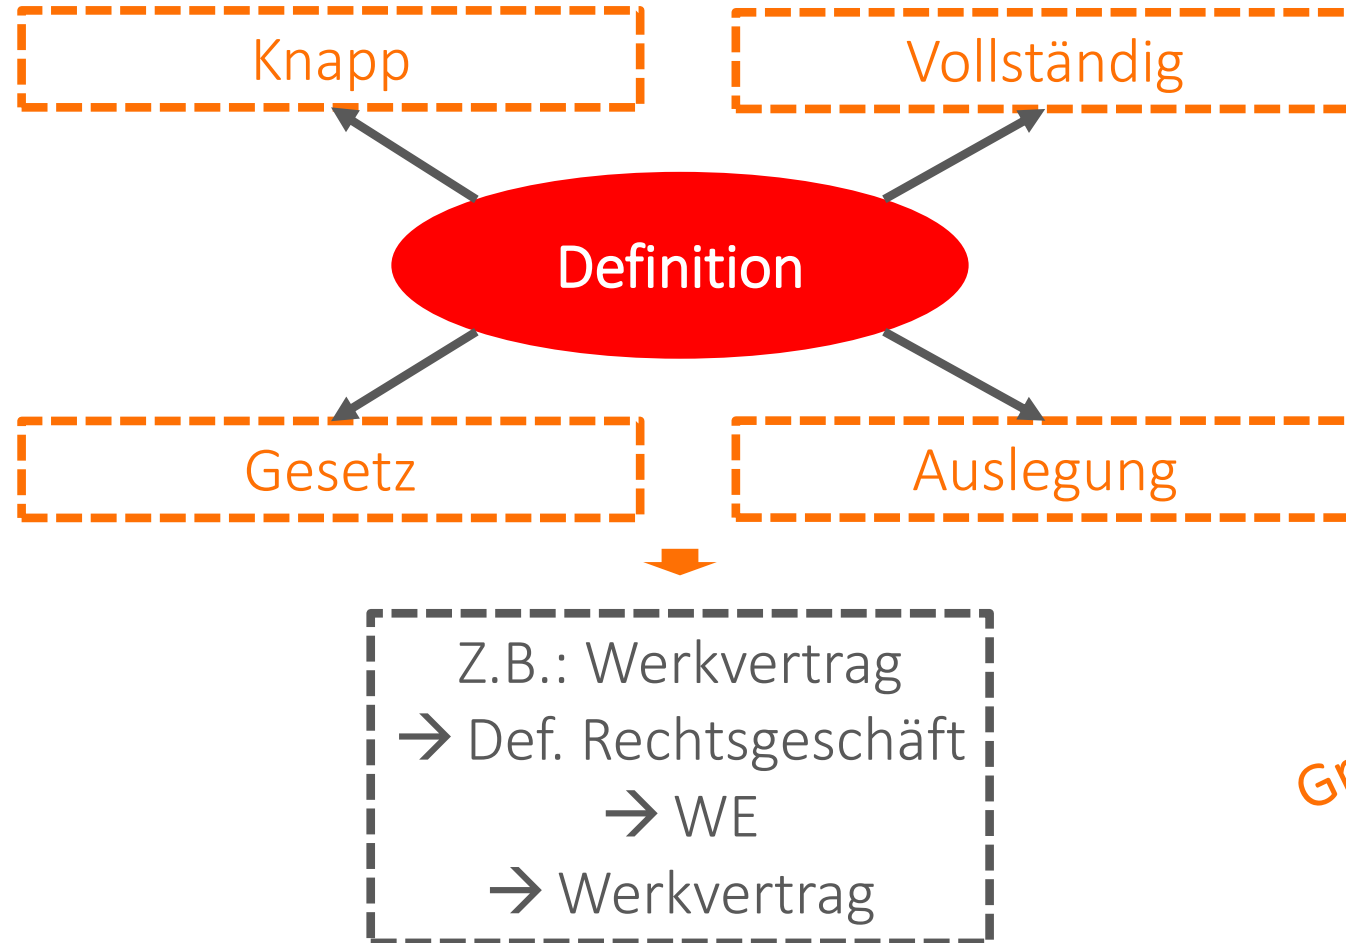 Knapp
Vollständig
Definition
Gesetz
Auslegung
Z.B.: Werkvertrag
→ Def. Rechtsgeschäft
→ WE
→ Werkvertrag